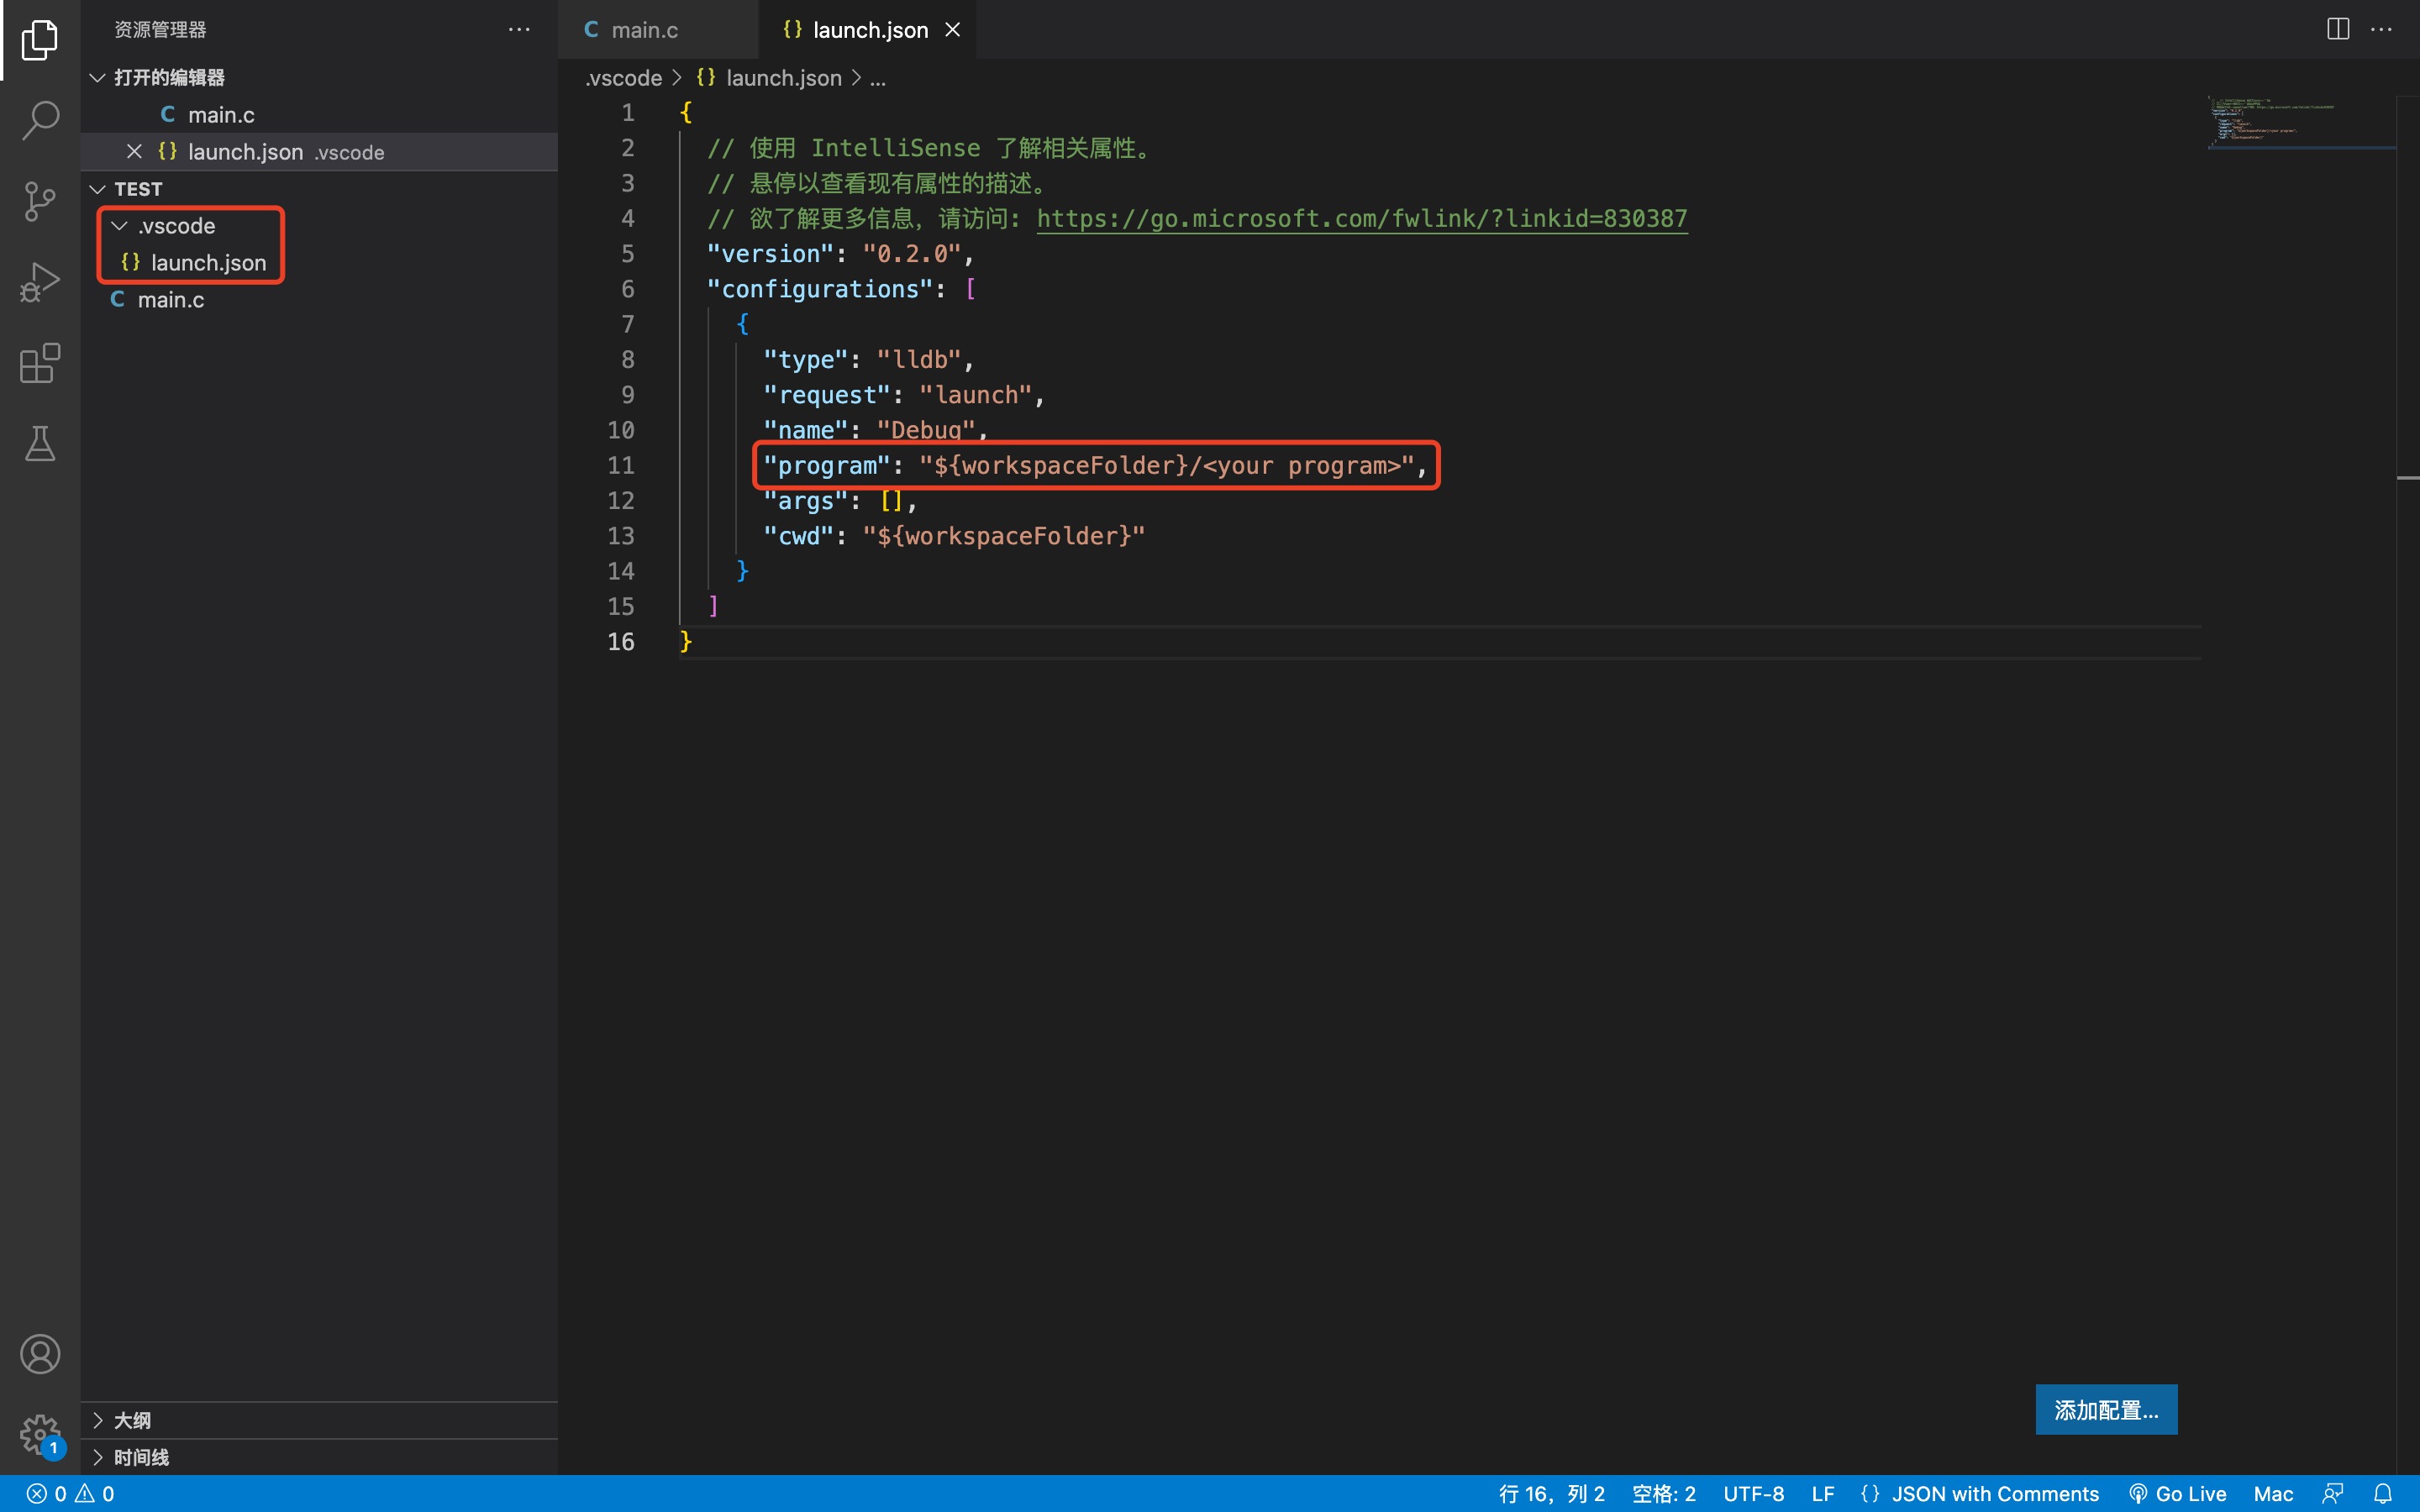 资源管理器
打开的编辑器
main.c
launch.json .vscode
TEST
.vscode
launch.json
main.c
大纲
时间线
main.c
launch.json
.vscode > {} launch.json > ...
1 {
2 // 使用 IntelliSense 了解相关属性。
3 // 悬停以查看现有属性的描述。
4 // 欲了解更多信息，请访问: https://go.microsoft.com/fwlink/?linkid=830387
5 "version": "0.2.0",
6 "configurations": [
7 {
8 "type": "lldb",
9 "request": "launch",
10 "name": "Debug",
11 "program": "${workspaceFolder}/<your program>",
12 "args": [],
13 "cwd": "${workspaceFolder}"
14 }
15 ]
16 }
添加配置...
1
0 0
行 16，列 2 空格: 2 UTF-8 LF {} JSON with Comments Go Live Mac